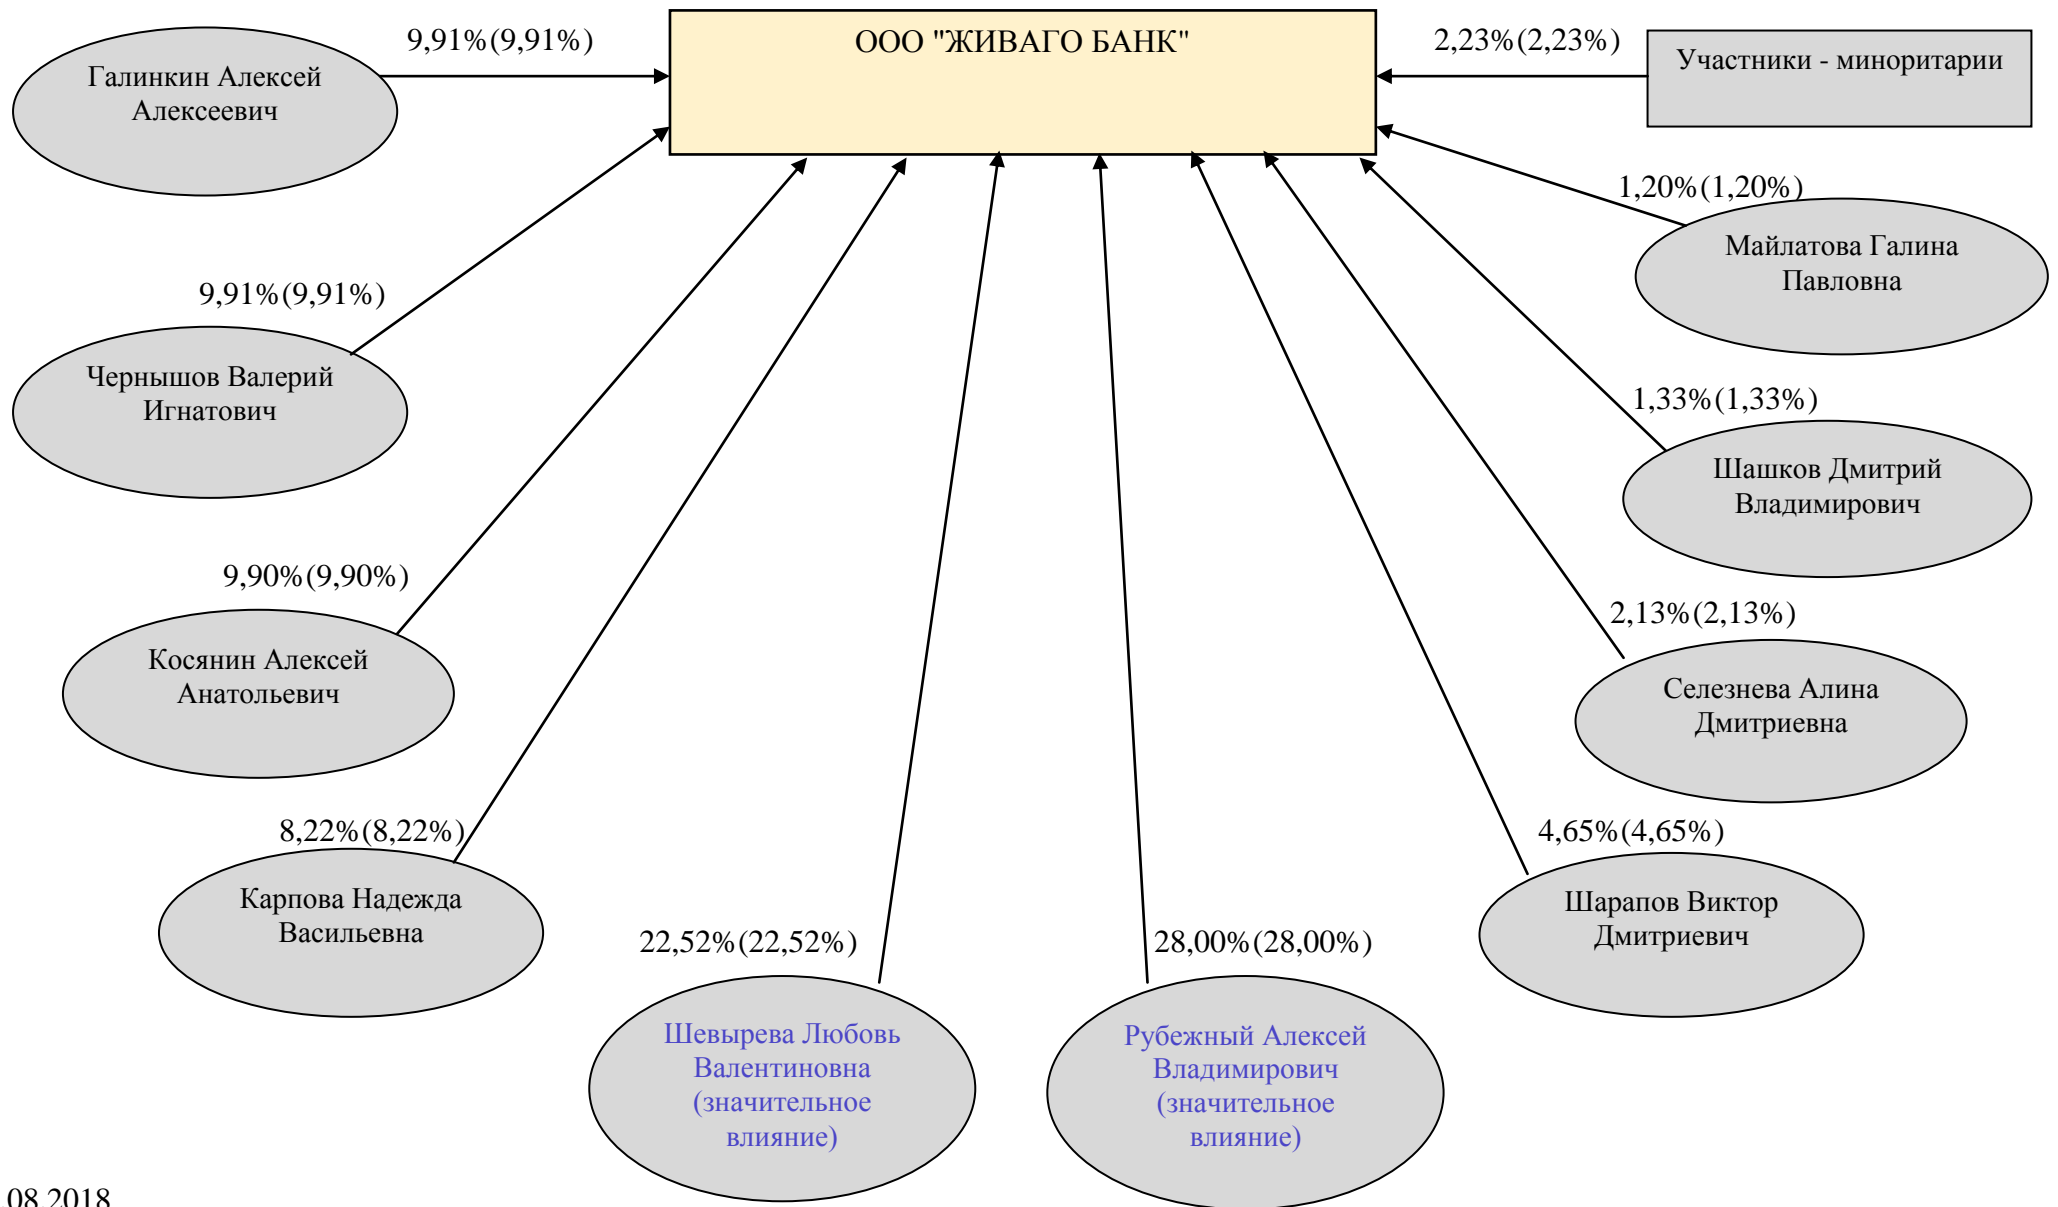 9,91%(9,91%)
ООО "ЖИВАГО БАНК"
2,23%(2,23%)
Участники - миноритарии
Галинкин Алексей
Алексеевич
1,20%(1,20%)
Майлатова Галина
Павловна
9,91%(9,91%)
Чернышов Валерий
Игнатович
1,33%(1,33%)
Шашков Дмитрий
Владимирович
9,90%(9,90%)
Косянин Алексей
Анатольевич
2,13%(2,13%)
Селезнева Алина
Дмитриевна
8,22%(8,22%)
Карпова Надежда
Васильевна
4,65%(4,65%)
Шарапов Виктор
Дмитриевич
22,52%(22,52%)
Шевырева Любовь
Валентиновна
(значительное
влияние)
28,00%(28,00%)
Рубежный Алексей
Владимирович
(значительное
влияние)
08.2018